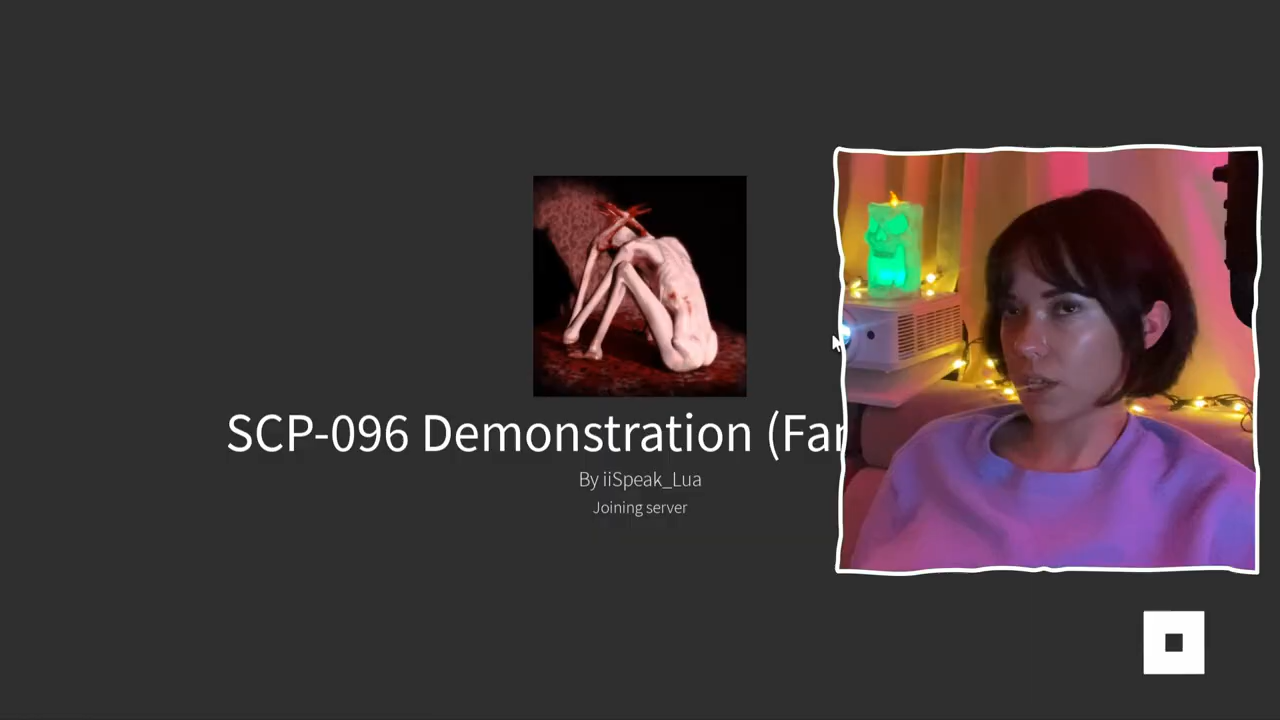 SCP-096 Demonstration (Fa
By iiSpeak_Lua
Joining server